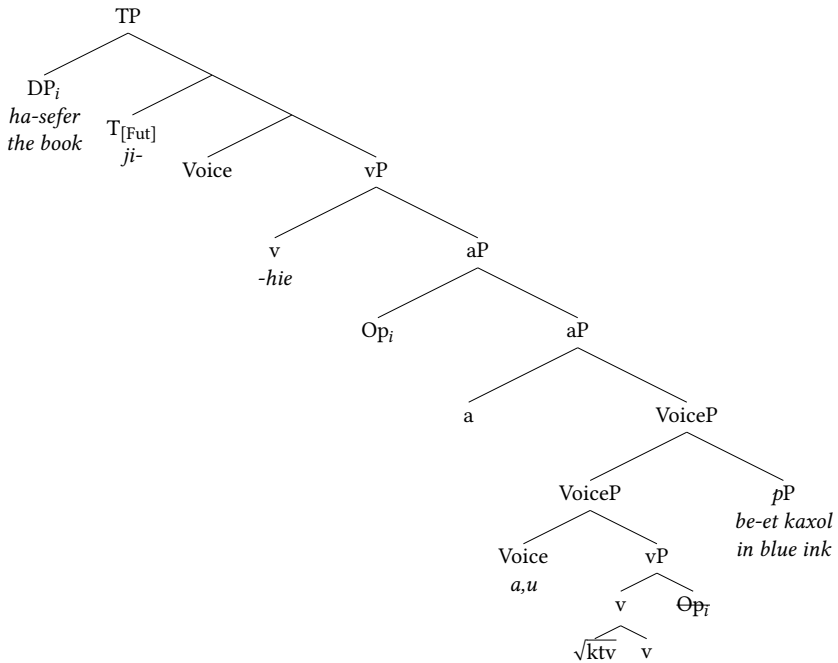 TP
DPᵢ
ha-sefer
the book
T[Fut]
ji-
Voice
vP
v
-hie
aP
Opᵢ
aP
a
VoiceP
VoiceP
pP
be-et kaxol
in blue ink
Voice
a,u
vP
v
Opᵢ
√ktv
v